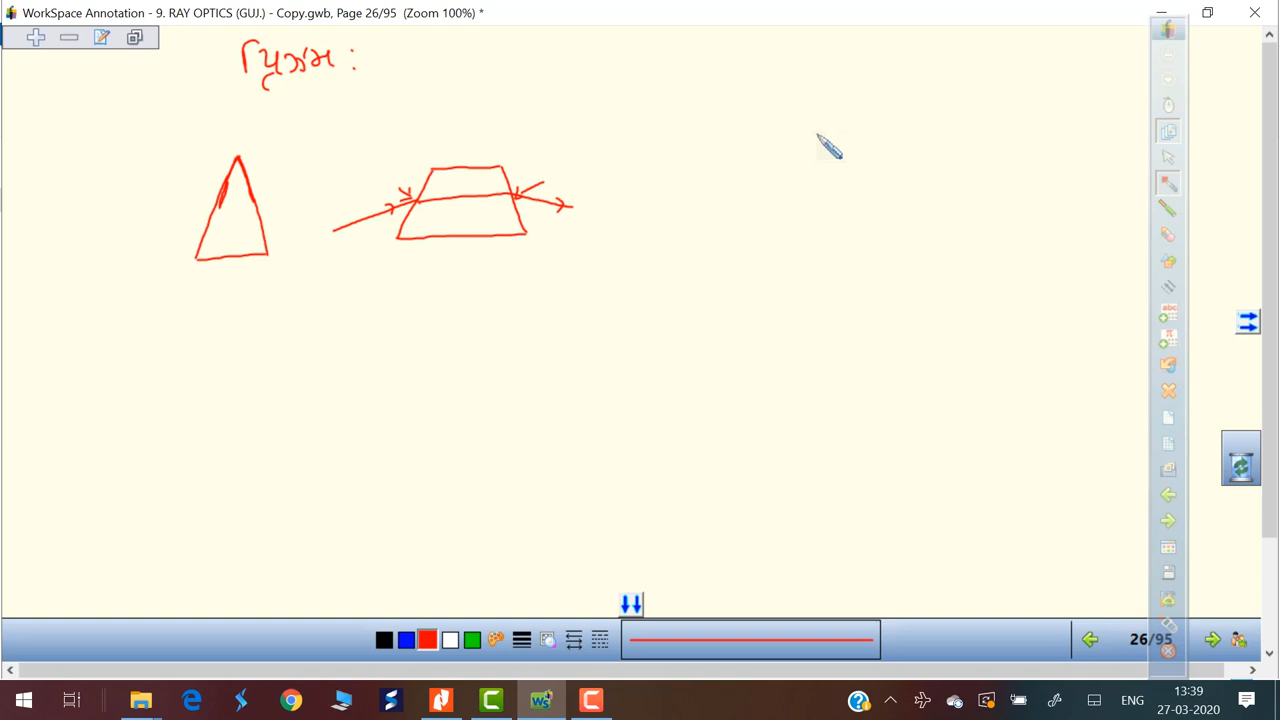 WorkSpace Annotation - 9. RAY OPTICS (GUJ.) - Copy.gwb, Page 26/95 (Zoom 100%) *
પ્રિઝમ :
abc
π
26/95
ENG
13:39
27-03-2020